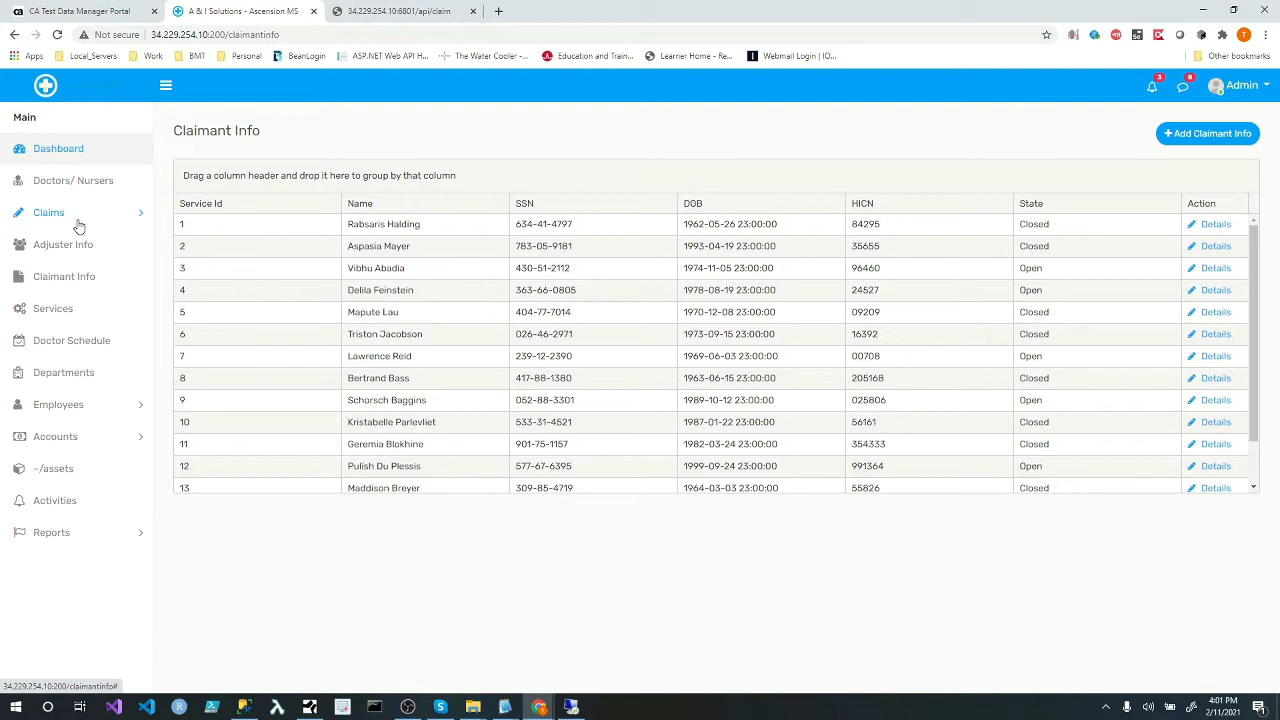 CA Test Data Manager Portal
A & I Solutions - Ascension MS
34.229.254.10:6801/api/claim
Not secure 34.229.254.10:200/claimantinfo
Apps Local_Servers Work BMT Personal BeanLogin ASP.NET Web API H... The Water Cooler -... Education and Train... Learner Home - Re... Webmail Login | IO... Other bookmarks
3 8 Admin
Main
Dashboard
Doctors/ Nursers
Claims
Adjuster Info
Claimant Info
Services
Doctor Schedule
Departments
Employees
Accounts
~/assets
Activities
Reports
Claimant Info
Add Claimant Info
Drag a column header and drop it here to group by that column
Service Id Name SSN DOB HICN State Action
1 Rabsaris Halding 634-41-4797 1962-05-26 23:00:00 84295 Closed Details
2 Aspasia Mayer 783-05-9181 1993-04-19 23:00:00 35655 Closed Details
3 Vibhu Abadia 430-51-2112 1974-11-05 23:00:00 96460 Open Details
4 Delila Feinstein 363-66-0805 1978-08-19 23:00:00 24527 Open Details
5 Mapute Lau 404-77-7014 1970-12-08 23:00:00 09209 Closed Details
6 Triston Jacobson 026-46-2971 1973-09-15 23:00:00 16392 Closed Details
7 Lawrence Reid 239-12-2390 1969-06-03 23:00:00 00708 Open Details
8 Bertrand Bass 417-88-1380 1963-06-15 23:00:00 205168 Closed Details
9 Schorsch Baggins 052-88-3301 1989-10-12 23:00:00 025806 Closed Details
10 Kristabelle Parlevliet 533-31-4521 1987-01-22 23:00:00 56161 Closed Details
11 Geremia Blokhine 901-75-1157 1982-03-24 23:00:00 354333 Closed Details
12 Pulish Du Plessis 577-67-6395 1999-09-24 23:00:00 991364 Open Details
13 Maddison Breyer 309-85-4719 1964-03-03 23:00:00 55826 Closed Details
34.229.254.10:200/claimantinfo#
4:01 PM
2/11/2021